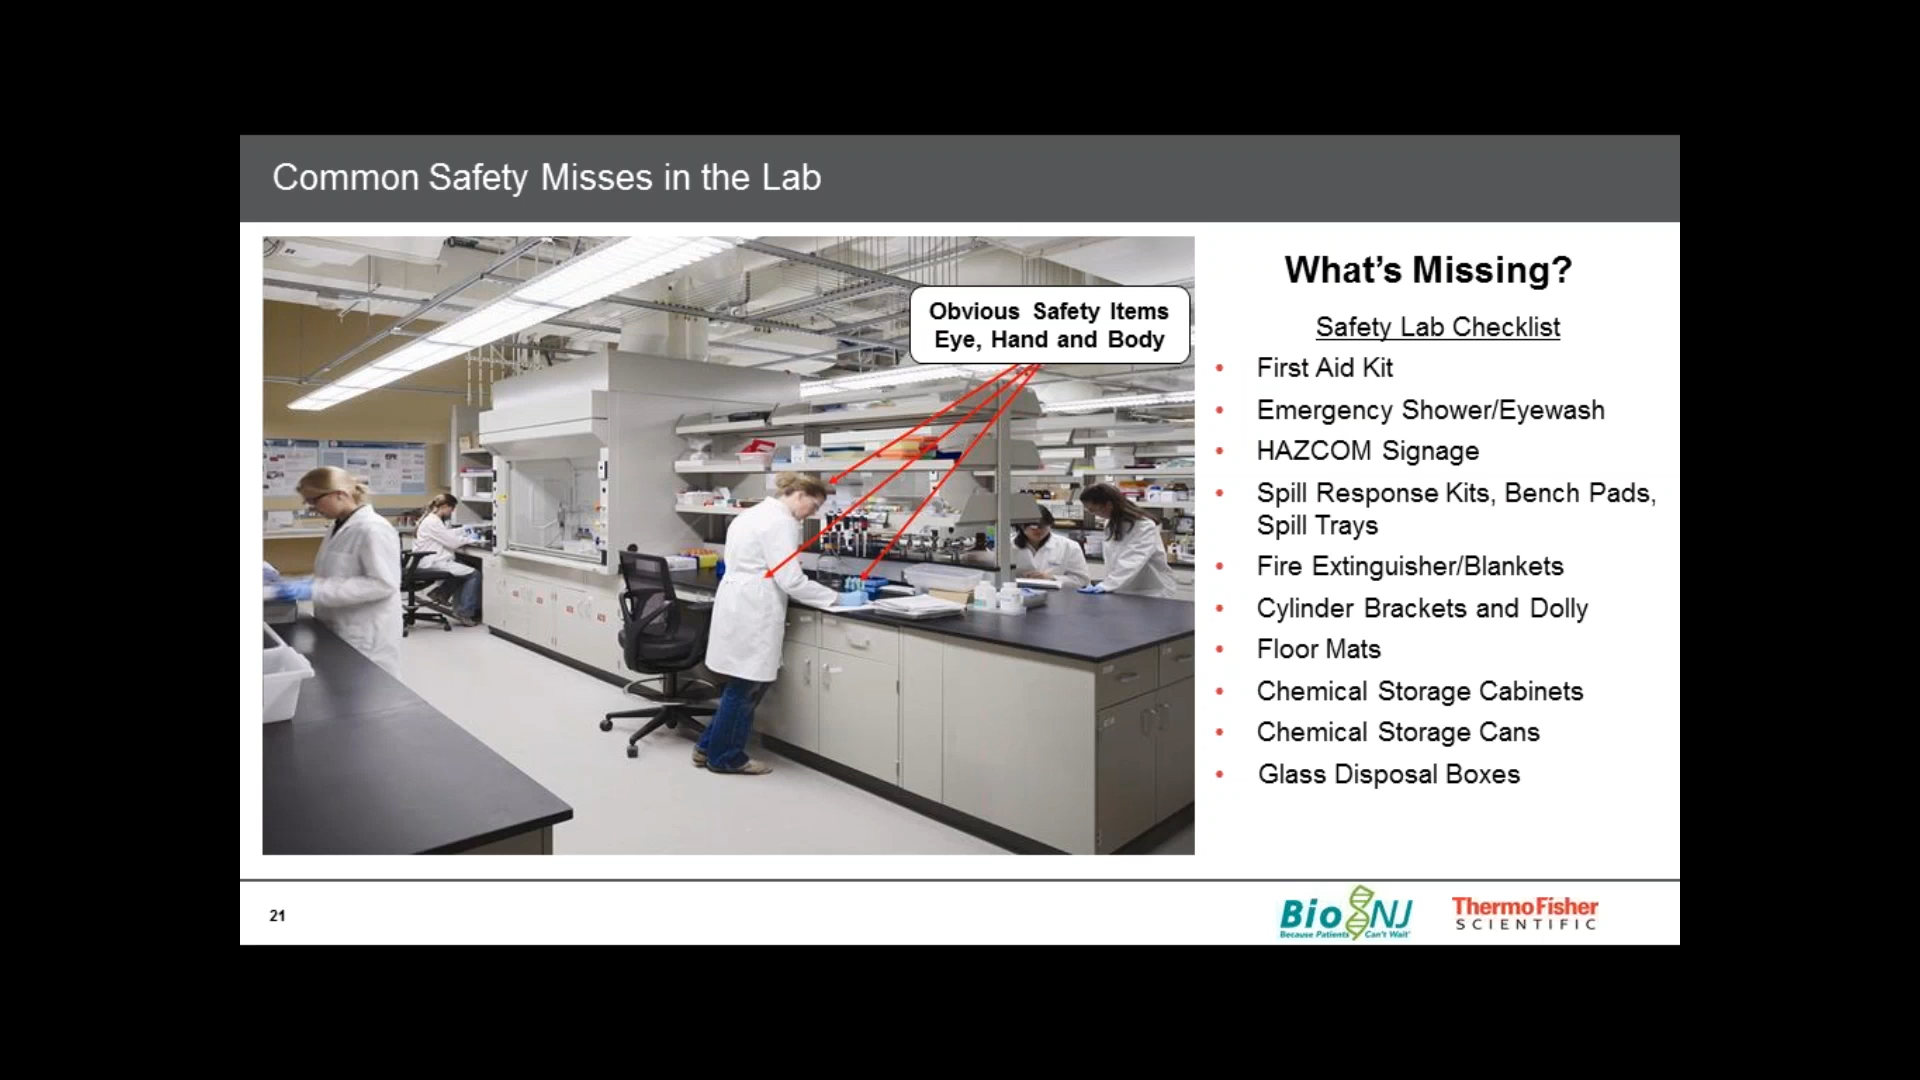 Common Safety Misses in the Lab
Obvious Safety Items
Eye, Hand and Body
What's Missing?
Safety Lab Checklist
• First Aid Kit
• Emergency Shower/Eyewash
• HAZCOM Signage
• Spill Response Kits, Bench Pads,
Spill Trays
• Fire Extinguisher/Blankets
• Cylinder Brackets and Dolly
• Floor Mats
• Chemical Storage Cabinets
• Chemical Storage Cans
• Glass Disposal Boxes
21
BioNJ
Because Patients Can't Wait
ThermoFisher
SCIENTIFIC